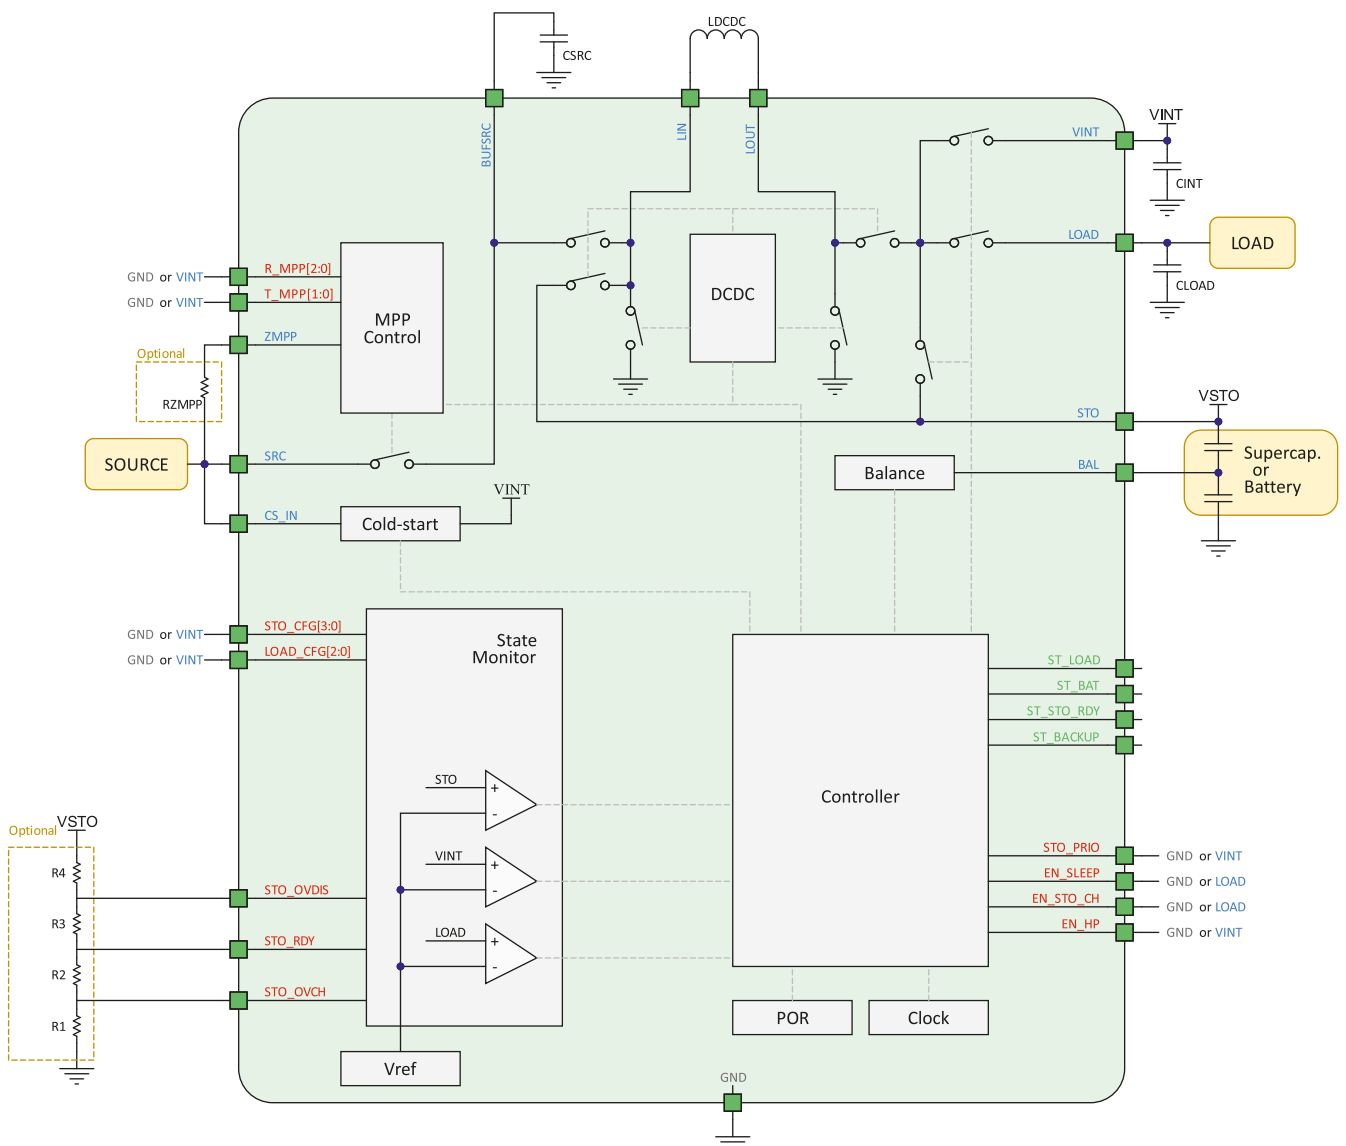 LDCDC
CSRC
BUFSRC
LIN
LOUT
VINT
VINT
CINT
LOAD
LOAD
CLOAD
GND or VINT
R_MPP[2:0]
GND or VINT
T_MPP[1:0]
MPP
Control
DCDC
ZMPP
Optional
RZMPP
SOURCE
SRC
VSTO
STO
BAL
Balance
Supercap.
or
Battery
VINT
CS_IN
Cold-start
GND or VINT
STO_CFG[3:0]
GND or VINT
LOAD_CFG[2:0]
State
Monitor
ST_LOAD
ST_BAT
ST_STO_RDY
ST_BACKUP
STO
+
-
VINT
+
-
LOAD
+
-
Controller
VSTO
Optional
R4
R3
R2
R1
STO_OVDIS
STO_RDY
STO_OVCH
STO_PRIO
GND or VINT
EN_SLEEP
GND or LOAD
EN_STO_CH
GND or LOAD
EN_HP
GND or VINT
POR
Clock
Vref
GND